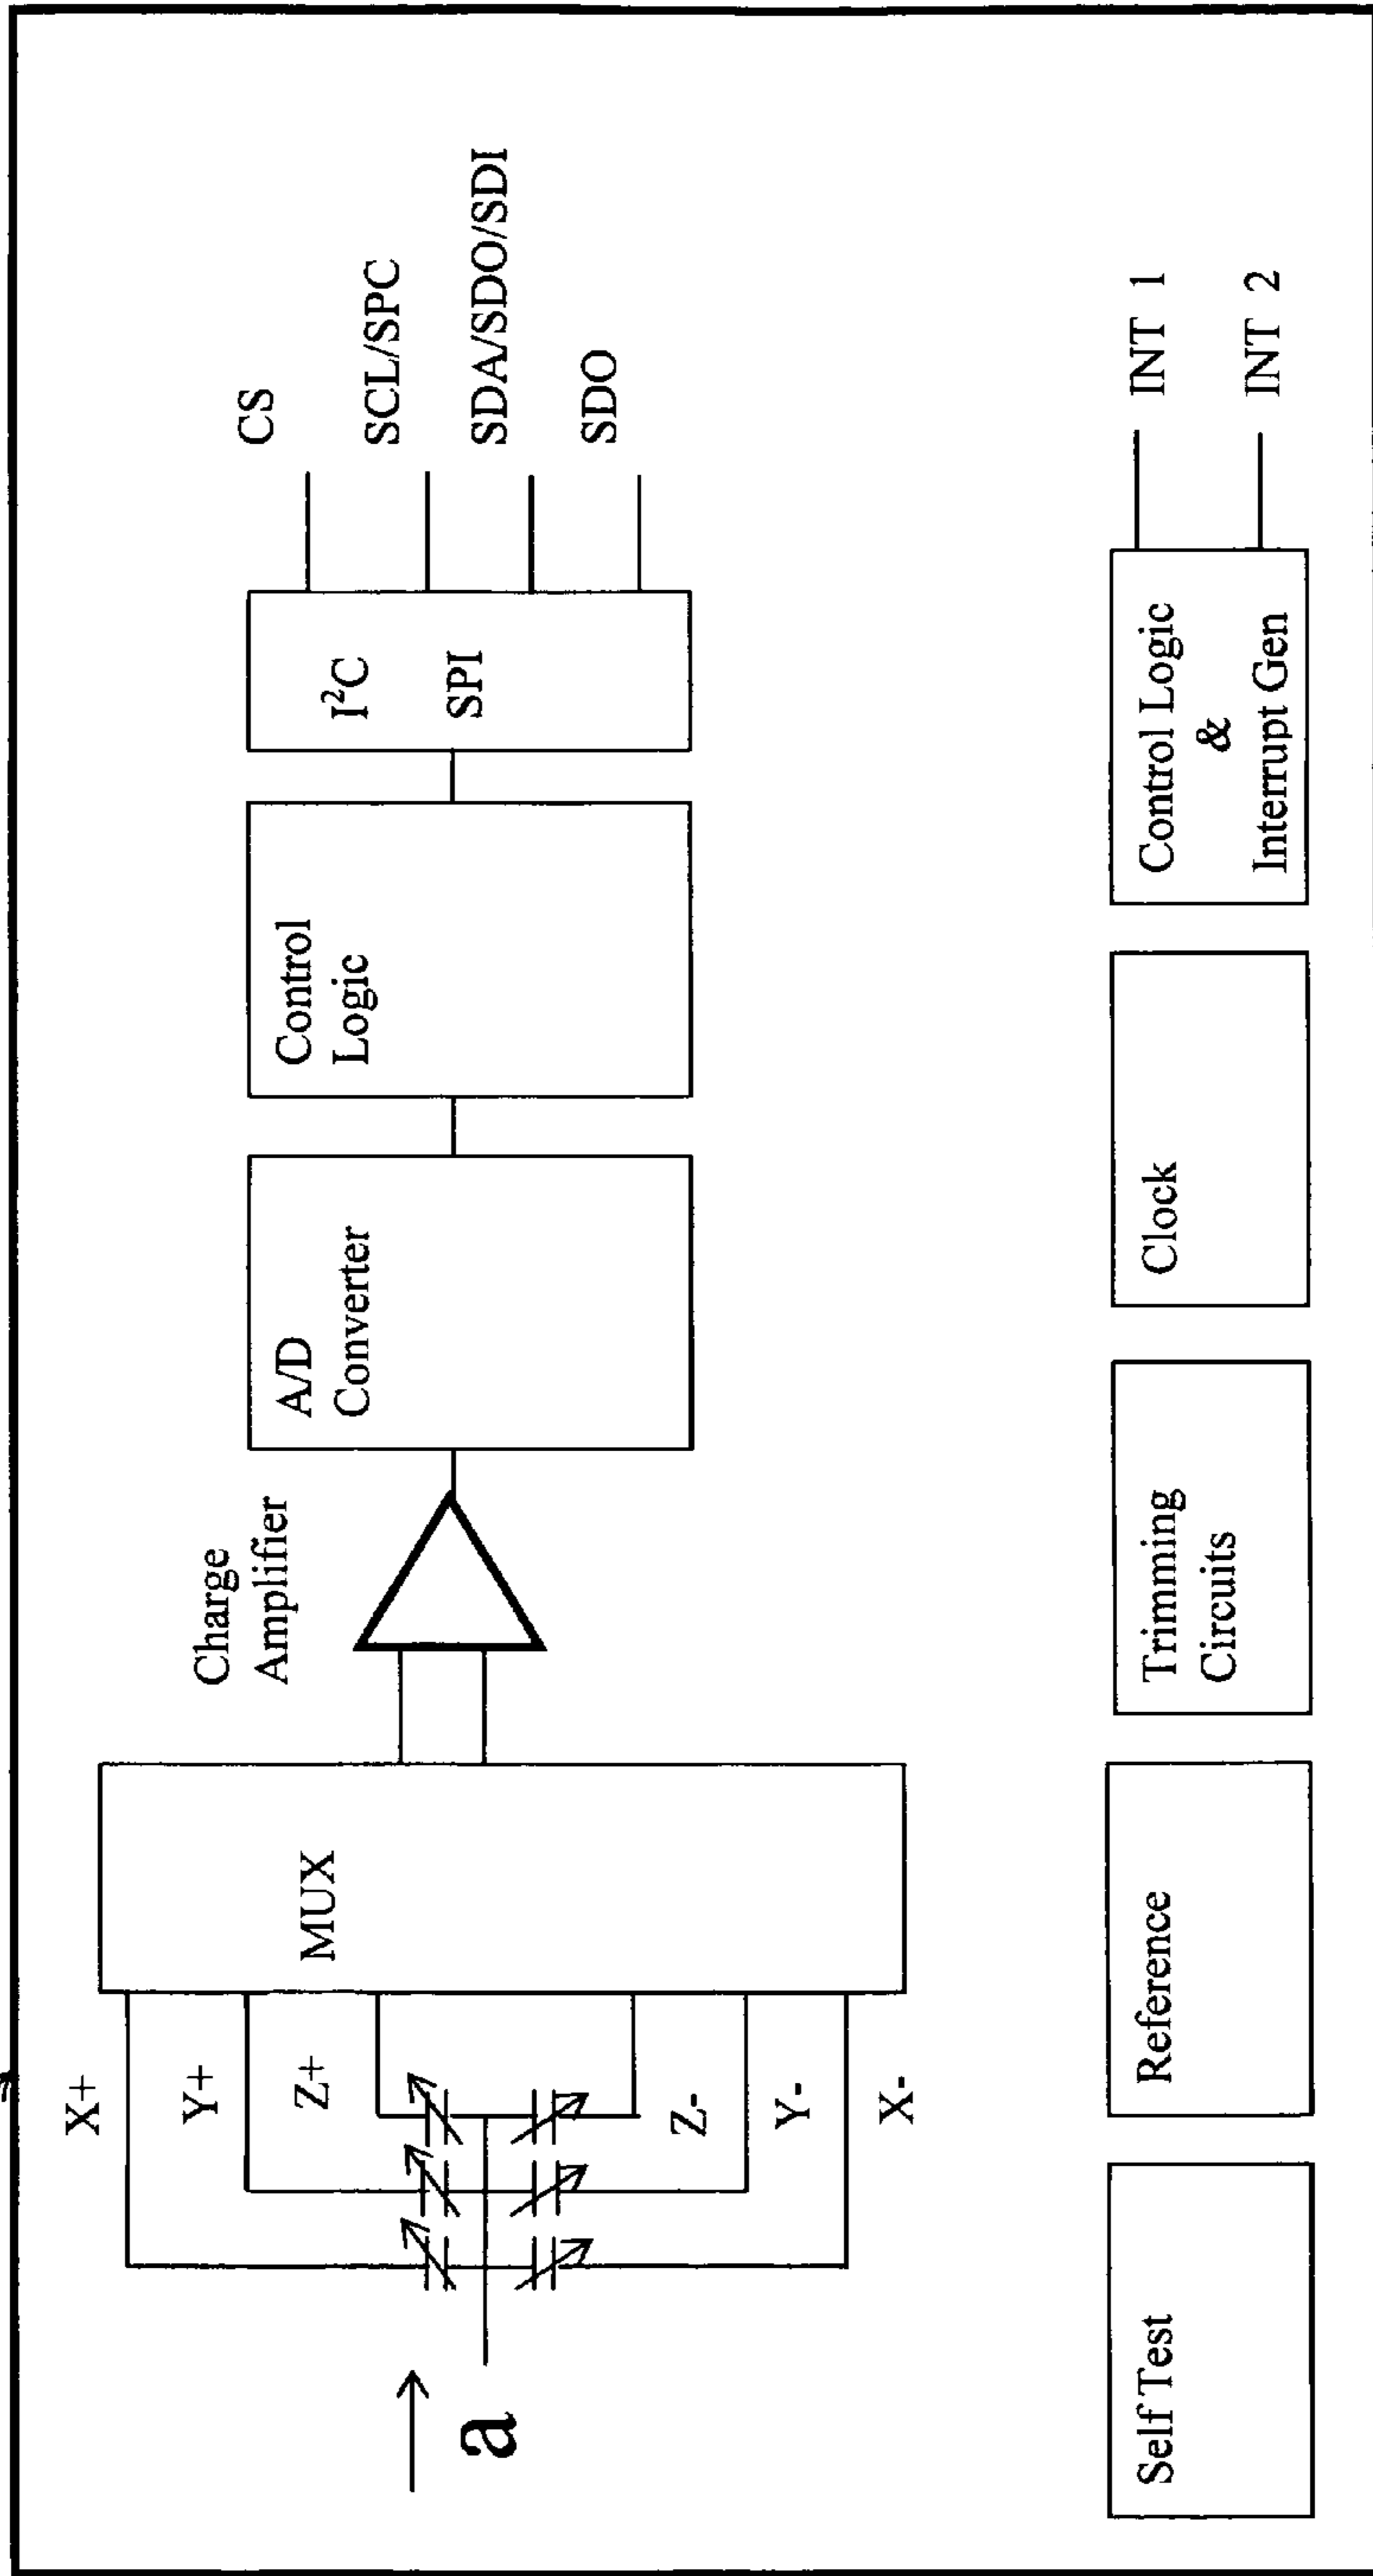 X+
Y+
Z+
a
Z-
Y-
X-
MUX
Charge
Amplifier
A/D
Converter
Control
Logic
I²C
SPI
CS
SCL/SPC
SDA/SDO/SDI
SDO
Self Test
Reference
Trimming
Circuits
Clock
Control Logic
&
Interrupt Gen
INT 1
INT 2